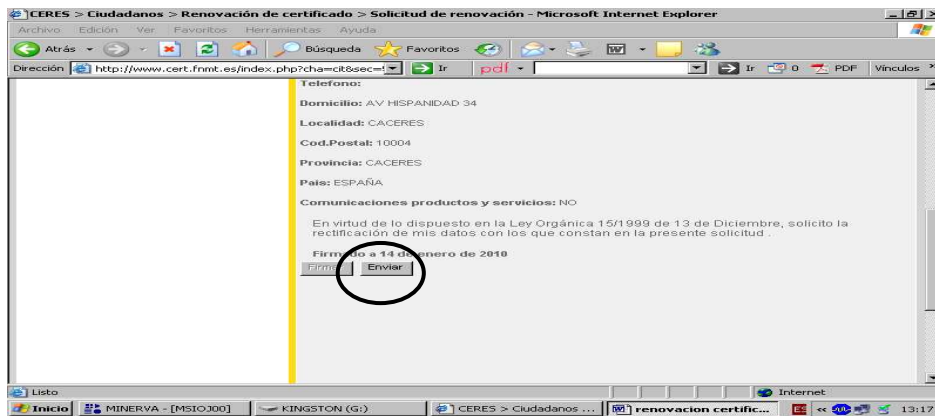 CERES > Ciudadanos > Renovación de certificado > Solicitud de renovación - Microsoft Internet Explorer
Archivo Edición Ver Favoritos Herramientas Ayuda
Atrás Búsqueda Favoritos
Dirección http://www.cert.fnmt.es/index.php?cha=cit&sec= Ir pdf Ir 0 PDF Vínculos »
Telefono:
Domicilio: AV HISPANIDAD 34
Localidad: CACERES
Cod.Postal: 10004
Provincia: CACERES
Pais: ESPAÑA
Comunicaciones productos y servicios: NO
En virtud de lo dispuesto en la Ley Orgánica 15/1999 de 13 de Diciembre, solicito la
rectificación de mis datos con los que constan en la presente solicitud .
Firmado a 14 de enero de 2010
Firmar Enviar
Listo Internet
Inicio MINERVA - [MSIOJ00] KINGSTON (G:) CERES > Ciudadanos ... renovacion certific... « 13:17